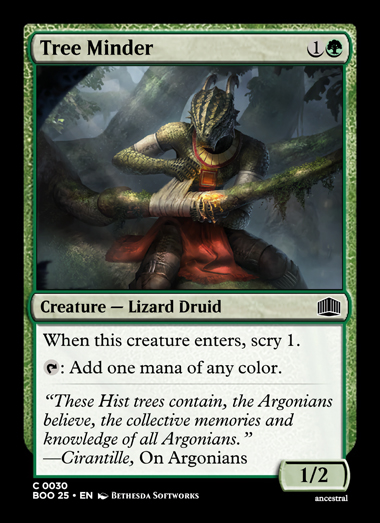 Tree Minder 1
Creature — Lizard Druid
When this creature enters, scry 1.
: Add one mana of any color.
“These Hist trees contain, the Argonians
believe, the collective memories and
knowledge of all Argonians.”
—Cirantille, On Argonians
1/2
C 0030
BOO 25 • EN Bethesda Softworks
ancestral